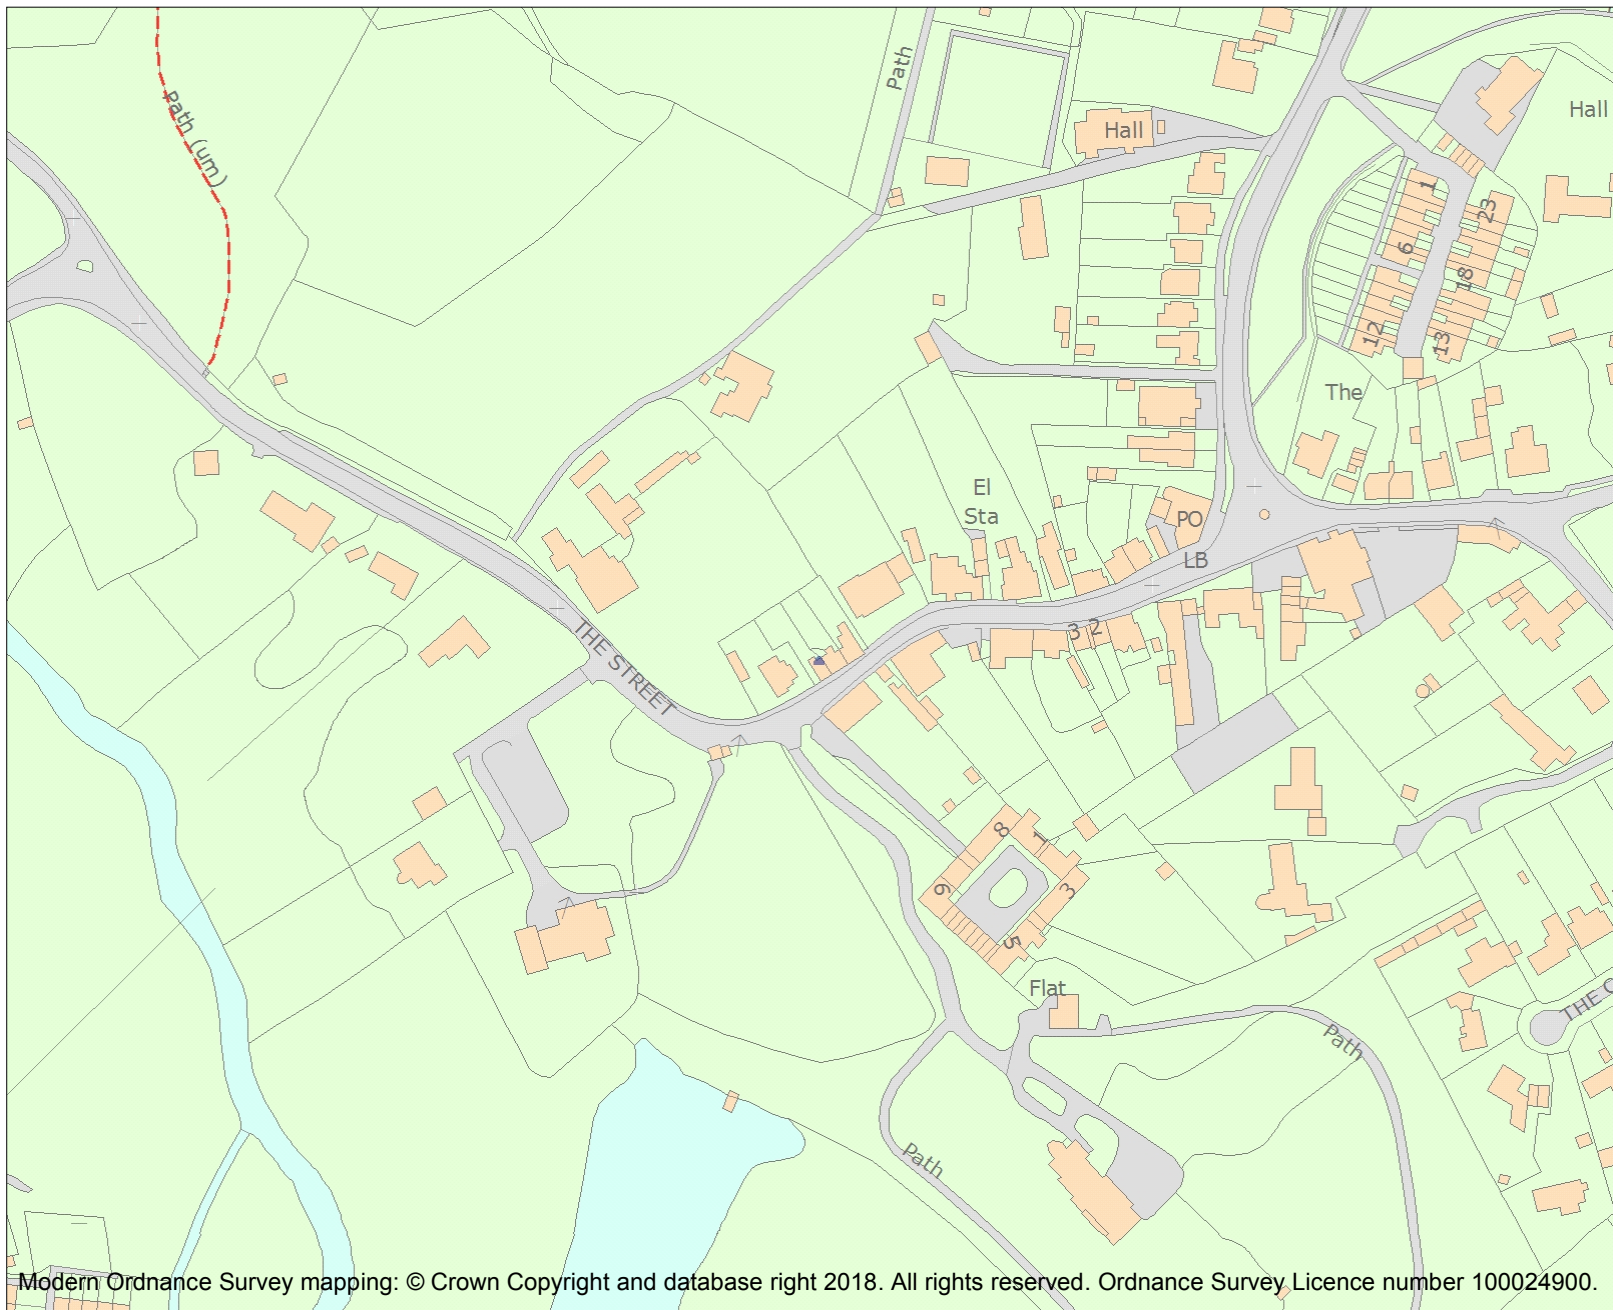 Path
Path (um)
Hall
Hall
1
23
6
18
12
13
The
El
Sta
PO
LB
3 2
THE STREET
8
1
6
3
5
Flat
THE C
Path
Path
Modern Ordnance Survey mapping: © Crown Copyright and database right 2018. All rights reserved. Ordnance Survey Licence number 100024900.